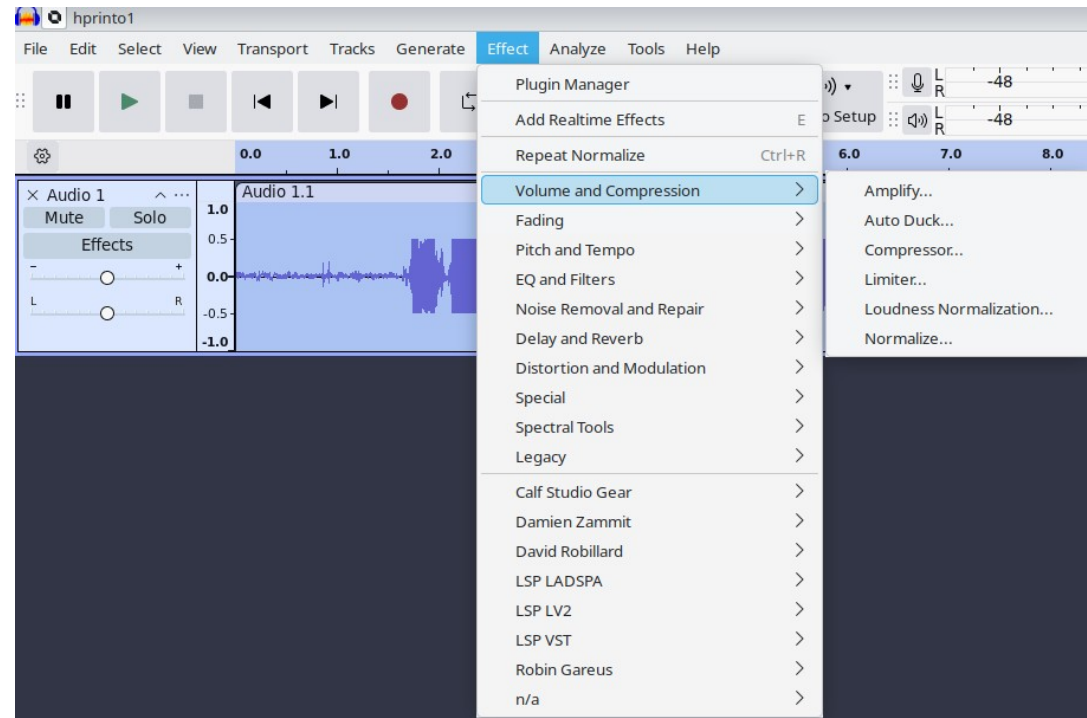 hprinto1
File Edit Select View Transport Tracks Generate Effect Analyze Tools Help
L
R -48
Setup
L
R -48
0.0 1.0 2.0 6.0 7.0 8.0
Audio 1
Mute Solo
Effects
- +
L R
1.0
0.5
0.0
-0.5
-1.0
Audio 1.1
Plugin Manager
Add Realtime Effects E
Repeat Normalize Ctrl+R
Volume and Compression
Fading
Pitch and Tempo
EQ and Filters
Noise Removal and Repair
Delay and Reverb
Distortion and Modulation
Special
Spectral Tools
Legacy
Calf Studio Gear
Damien Zammit
David Robillard
LSP LADSPA
LSP LV2
LSP VST
Robin Gareus
n/a
Amplify...
Auto Duck...
Compressor...
Limiter...
Loudness Normalization...
Normalize...